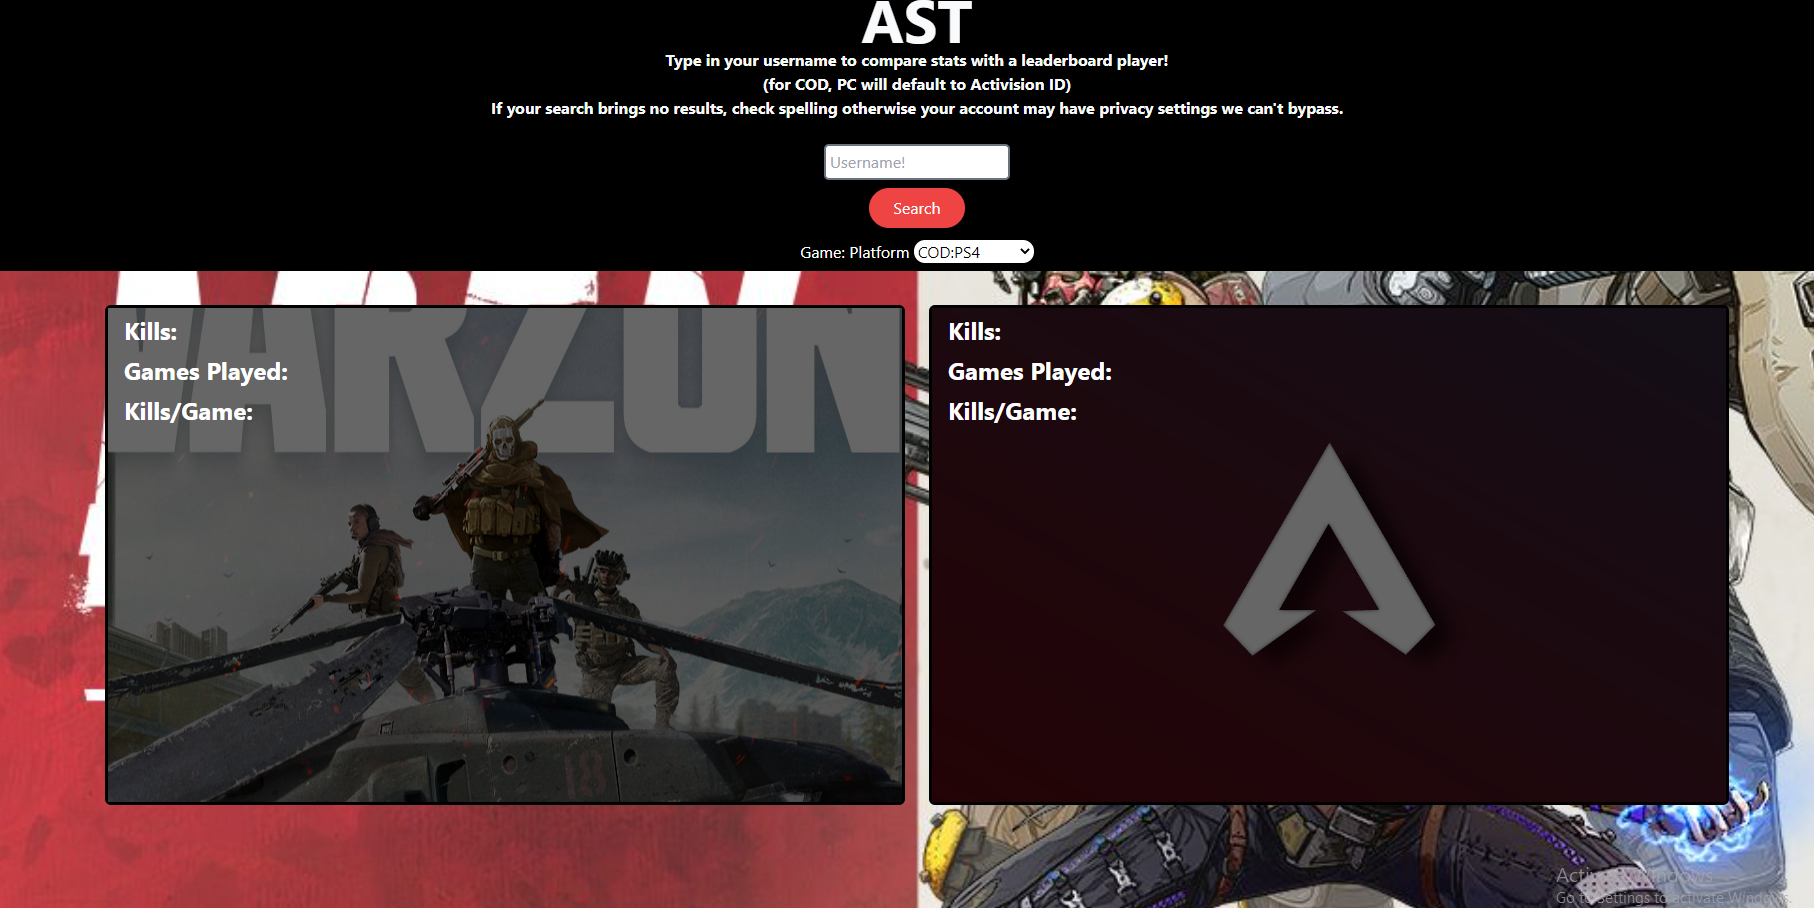 AST
Type in your username to compare stats with a leaderboard player!
(for COD, PC will default to Activision ID)
If your search brings no results, check spelling otherwise your account may have privacy settings we can't bypass.
Username!
Search
Game: Platform COD:PS4
Kills:
Games Played:
Kills/Game:
WARZON
18
Kills:
Games Played:
Kills/Game:
Activate Windows
Go to Settings to activate Windows.